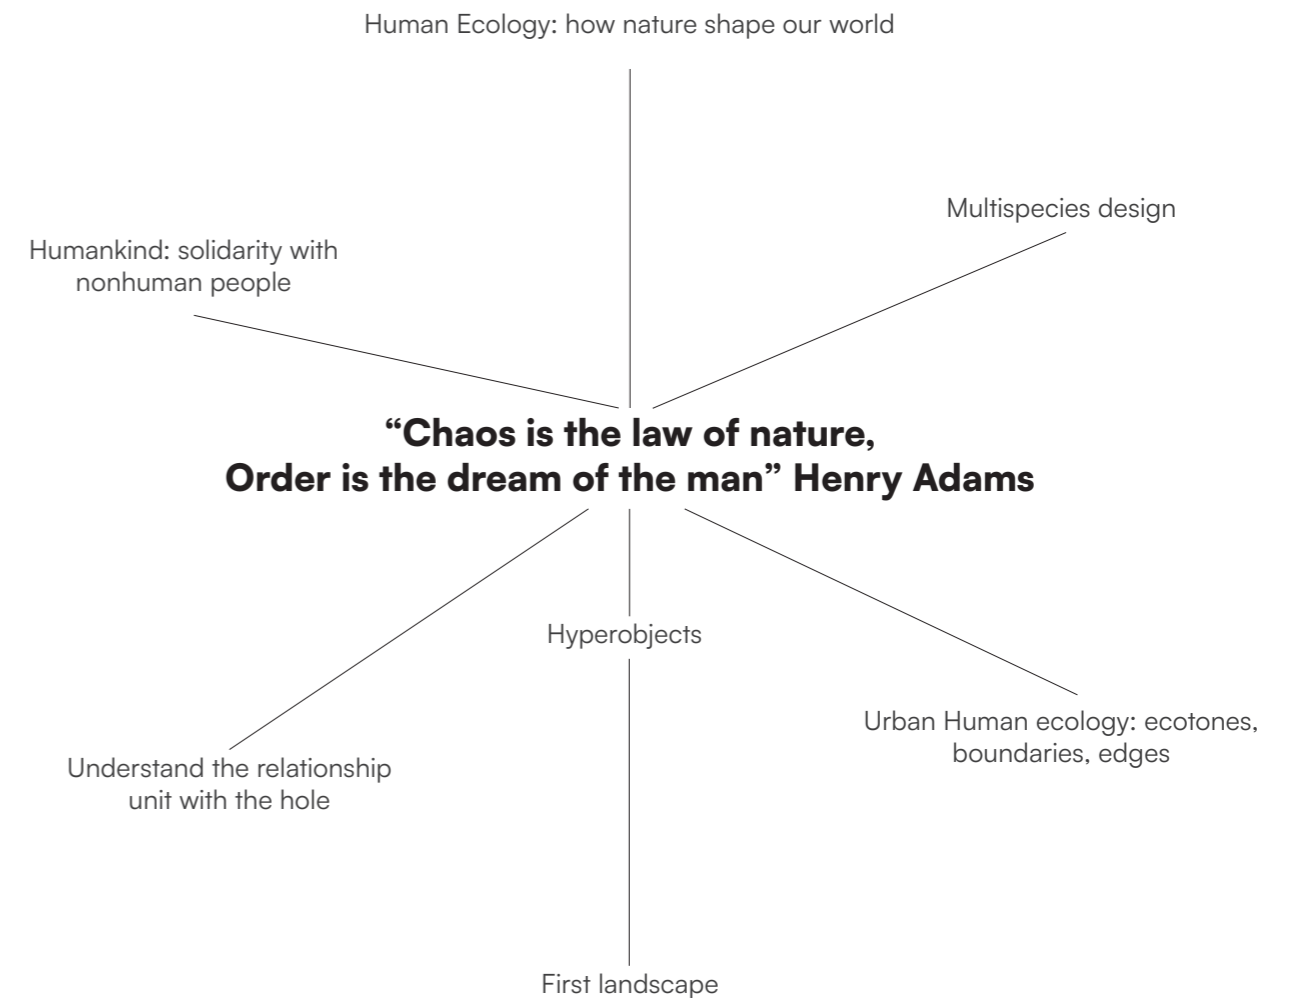 Human Ecology: how nature shape our world
Multispecies design
Humankind: solidarity with
nonhuman people
“Chaos is the law of nature,
Order is the dream of the man” Henry Adams
Hyperobjects
Urban Human ecology: ecotones,
boundaries, edges
Understand the relationship
unit with the hole
First landscape